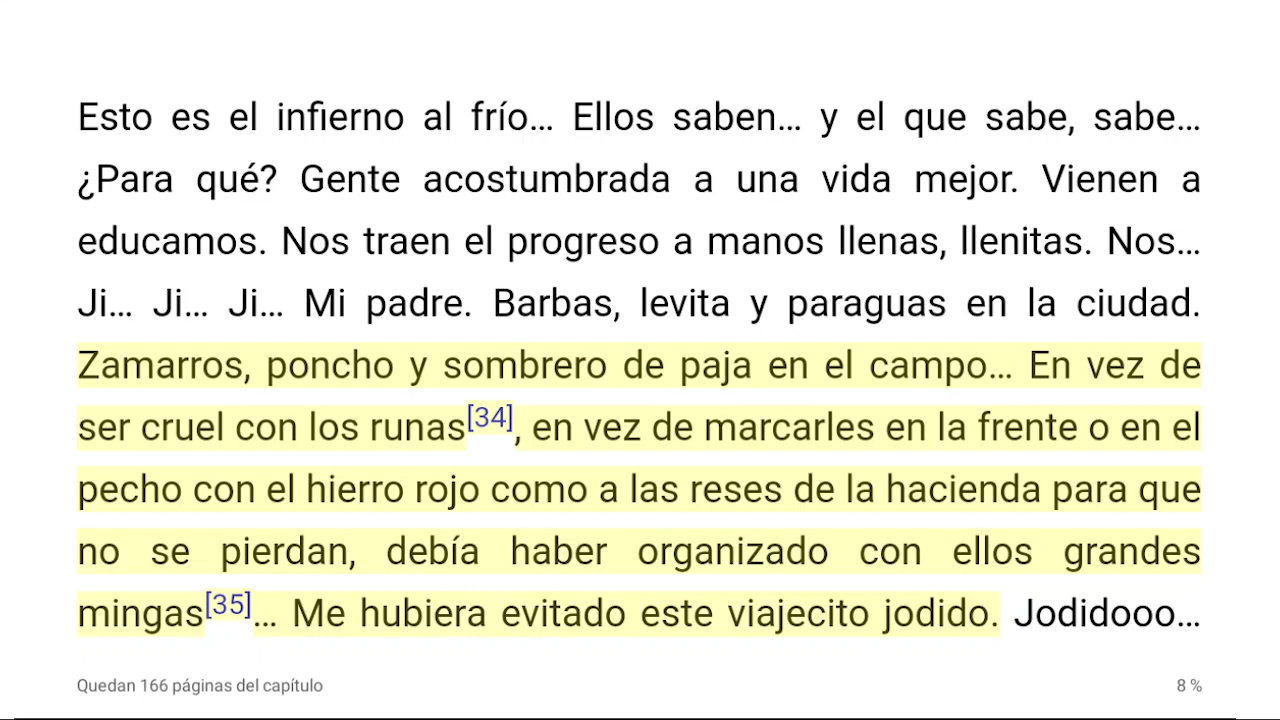 Esto es el infierno al frío… Ellos saben… y el que sabe, sabe…
¿Para qué? Gente acostumbrada a una vida mejor. Vienen a
educamos. Nos traen el progreso a manos llenas, llenitas. Nos…
Ji… Ji… Ji… Mi padre. Barbas, levita y paraguas en la ciudad.
Zamarros, poncho y sombrero de paja en el campo… En vez de
ser cruel con los runas[34], en vez de marcarles en la frente o en el
pecho con el hierro rojo como a las reses de la hacienda para que
no se pierdan, debía haber organizado con ellos grandes
mingas[35]… Me hubiera evitado este viajecito jodido. Jodidooo…
Quedan 166 páginas del capítulo
8 %